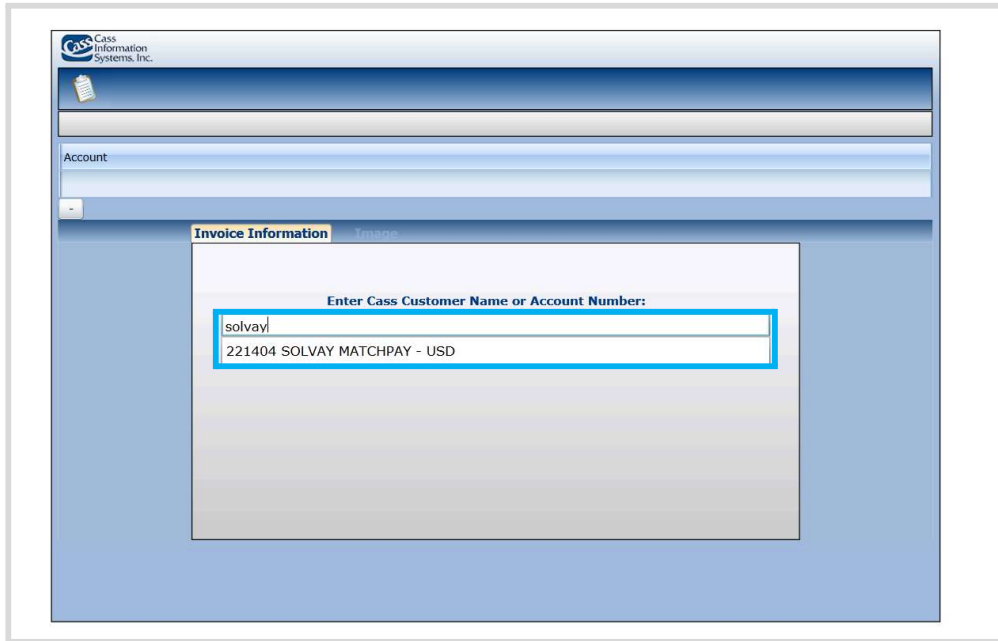 Cass
Cass
Information
Systems, Inc.
Account
-
Invoice Information Image
Enter Cass Customer Name or Account Number:
solvay
221404 SOLVAY MATCHPAY - USD